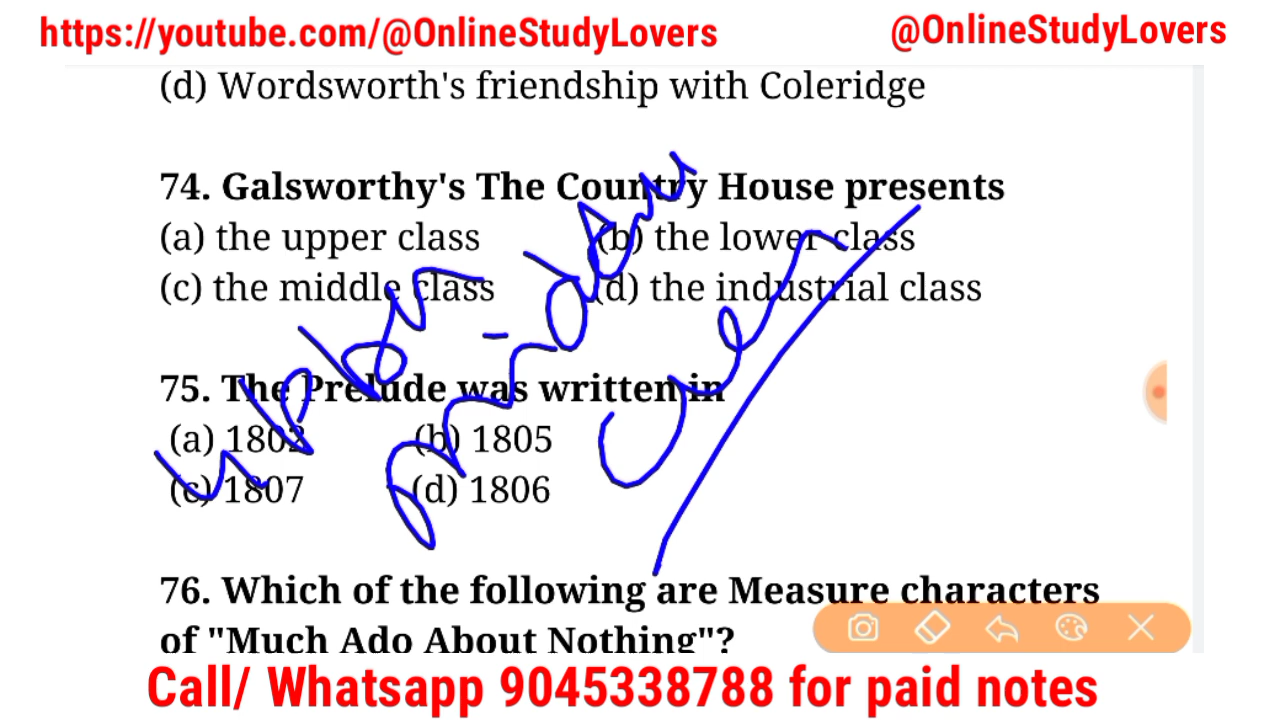 https://youtube.com/@OnlineStudyLovers @OnlineStudyLovers
(d) Wordsworth's friendship with Coleridge
74. Galsworthy's The Country House presents
(a) the upper class (b) the lower class
(c) the middle class (d) the industrial class
75. The Prelude was written in
(a) 1802 (b) 1805
(c) 1807 (d) 1806
76. Which of the following are Measure characters
of "Much Ado About Nothing"?
Call/ Whatsapp 9045338788 for paid notes